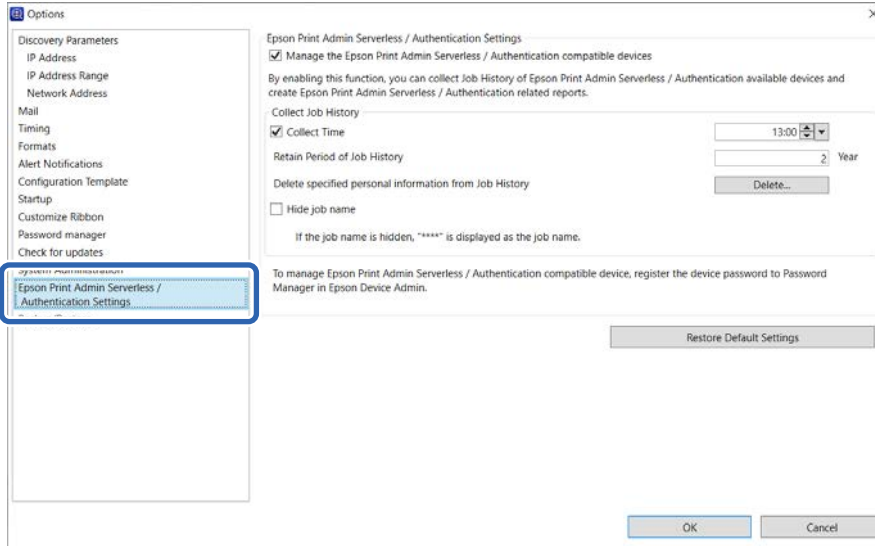 Options
Discovery Parameters
IP Address
IP Address Range
Network Address
Mail
Timing
Formats
Alert Notifications
Configuration Template
Startup
Customize Ribbon
Password manager
Check for updates
System Administration
Epson Print Admin Serverless /
Authentication Settings
Epson Print Admin Serverless / Authentication Settings
Manage the Epson Print Admin Serverless / Authentication compatible devices
By enabling this function, you can collect Job History of Epson Print Admin Serverless / Authentication available devices and
create Epson Print Admin Serverless / Authentication related reports.
Collect Job History
Collect Time 13:00
Retain Period of Job History 2 Year
Delete specified personal information from Job History Delete...
Hide job name
If the job name is hidden, "****" is displayed as the job name.
To manage Epson Print Admin Serverless / Authentication compatible device, register the device password to Password
Manager in Epson Device Admin.
Restore Default Settings
OK Cancel